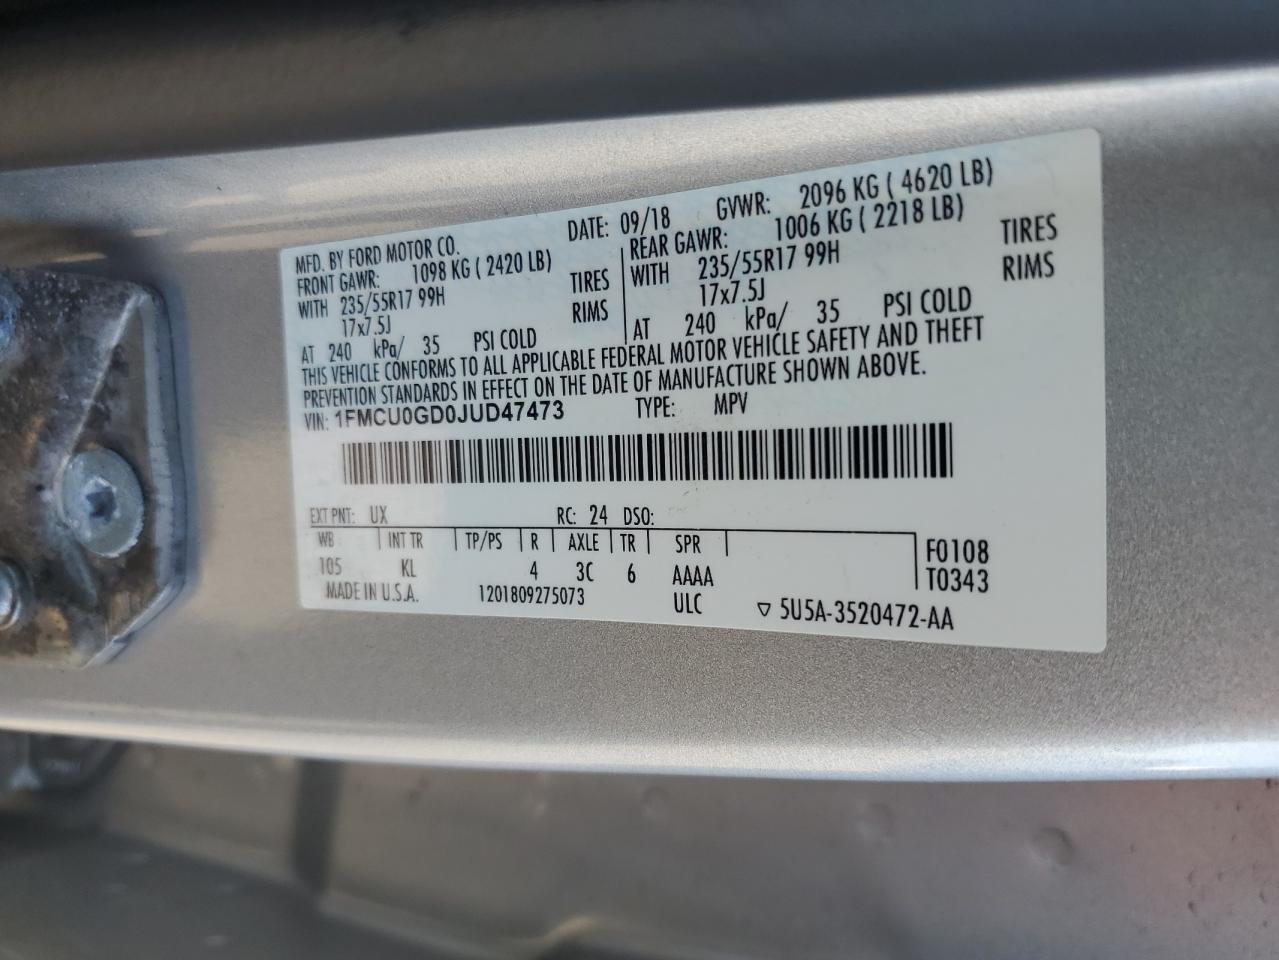 MFD. BY FORD MOTOR CO. DATE: 09/18 GVWR: 2096 KG ( 4620 LB)
FRONT GAWR: 1098 KG ( 2420 LB) REAR GAWR: 1006 KG ( 2218 LB)
WITH 235/55R17 99H TIRES WITH 235/55R17 99H TIRES
17x7.5J RIMS 17x7.5J RIMS
AT 240 kPa/ 35 PSI COLD AT 240 kPa/ 35 PSI COLD
THIS VEHICLE CONFORMS TO ALL APPLICABLE FEDERAL MOTOR VEHICLE SAFETY AND THEFT
PREVENTION STANDARDS IN EFFECT ON THE DATE OF MANUFACTURE SHOWN ABOVE.
VIN: 1FMCU0GD0JUD47473 TYPE: MPV
EXT PNT: UX RC: 24 DSO:
WB INT TR TP/PS R AXLE TR SPR F0108
105 KL 4 3C 6 AAAA T0343
MADE IN U.S.A. 1201809275073 ULC ▽ 5U5A-3520472-AA